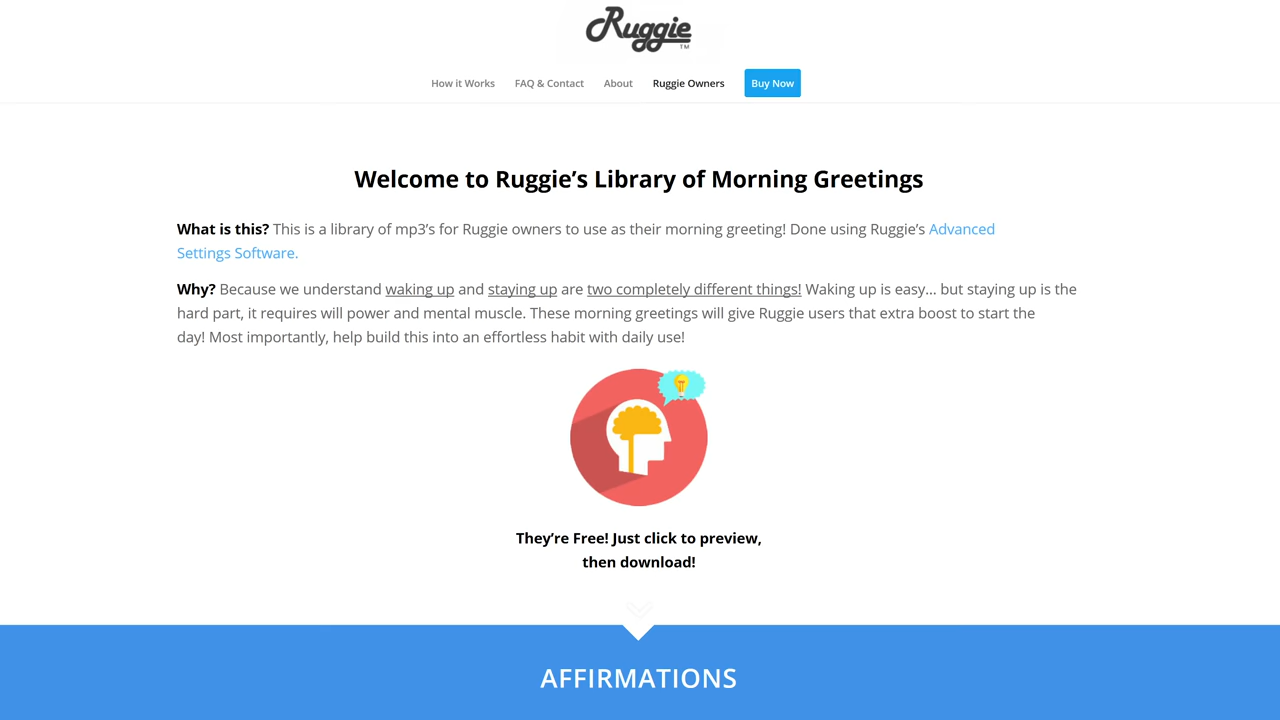 Ruggie
TM
How it Works FAQ & Contact About Ruggie Owners Buy Now
Welcome to Ruggie’s Library of Morning Greetings
What is this? This is a library of mp3’s for Ruggie owners to use as their morning greeting! Done using Ruggie’s Advanced
Settings Software.
Why? Because we understand waking up and staying up are two completely different things! Waking up is easy… but staying up is the
hard part, it requires will power and mental muscle. These morning greetings will give Ruggie users that extra boost to start the
day! Most importantly, help build this into an effortless habit with daily use!
They’re Free! Just click to preview,
then download!
AFFIRMATIONS